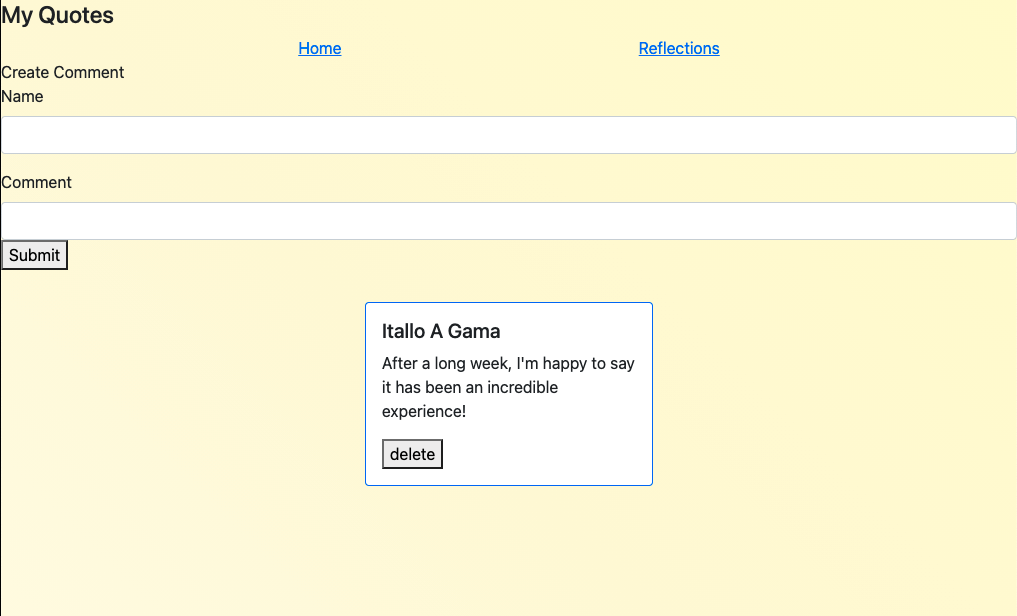 My Quotes
Home Reflections
Create Comment
Name
Comment
Submit
Itallo A Gama
After a long week, I'm happy to say
it has been an incredible
experience!
delete